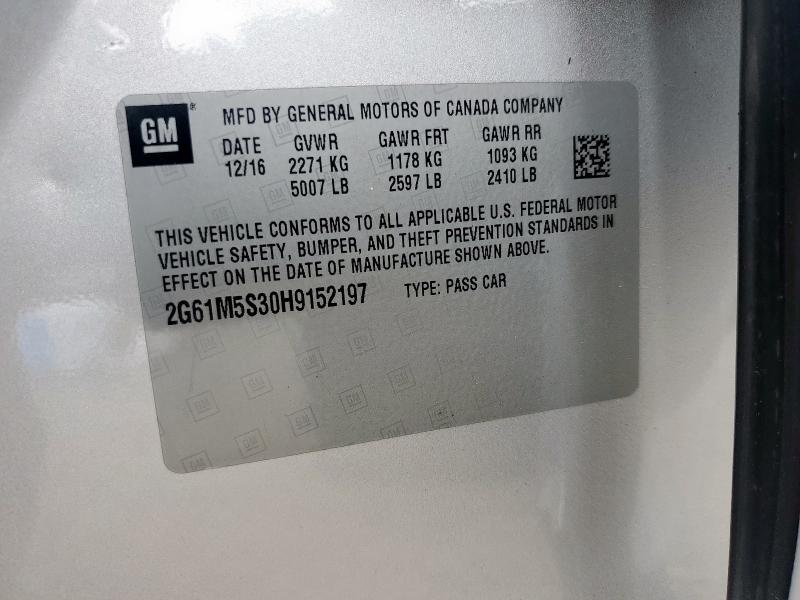 GM
MFD BY GENERAL MOTORS OF CANADA COMPANY
DATE GVWR GAWR FRT GAWR RR
12/16 2271 KG 1178 KG 1093 KG
5007 LB 2597 LB 2410 LB
THIS VEHICLE CONFORMS TO ALL APPLICABLE U.S. FEDERAL MOTOR
VEHICLE SAFETY, BUMPER, AND THEFT PREVENTION STANDARDS IN
EFFECT ON THE DATE OF MANUFACTURE SHOWN ABOVE.
2G61M5S30H9152197 TYPE: PASS CAR